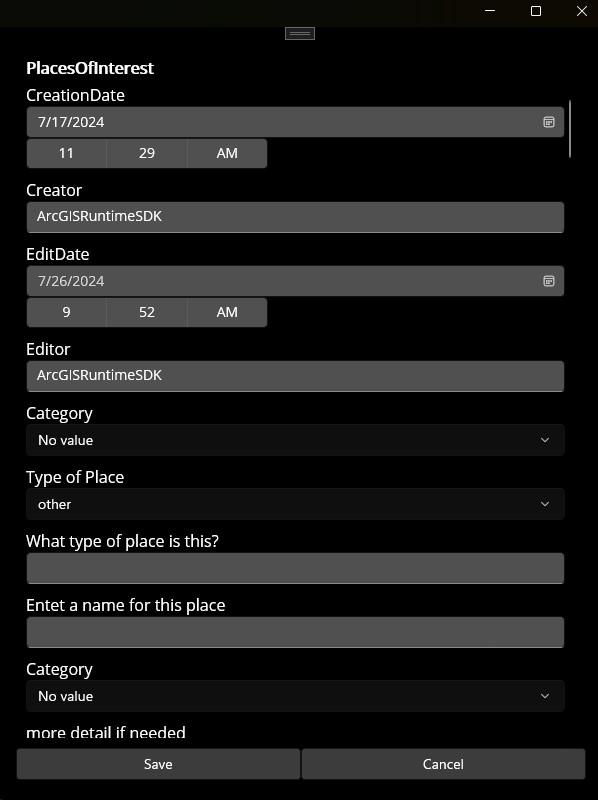 PlacesOfInterest
CreationDate
7/17/2024
11 29 AM
Creator
ArcGISRuntimeSDK
EditDate
7/26/2024
9 52 AM
Editor
ArcGISRuntimeSDK
Category
No value
Type of Place
other
What type of place is this?
Entet a name for this place
Category
No value
more detail if needed
Save Cancel